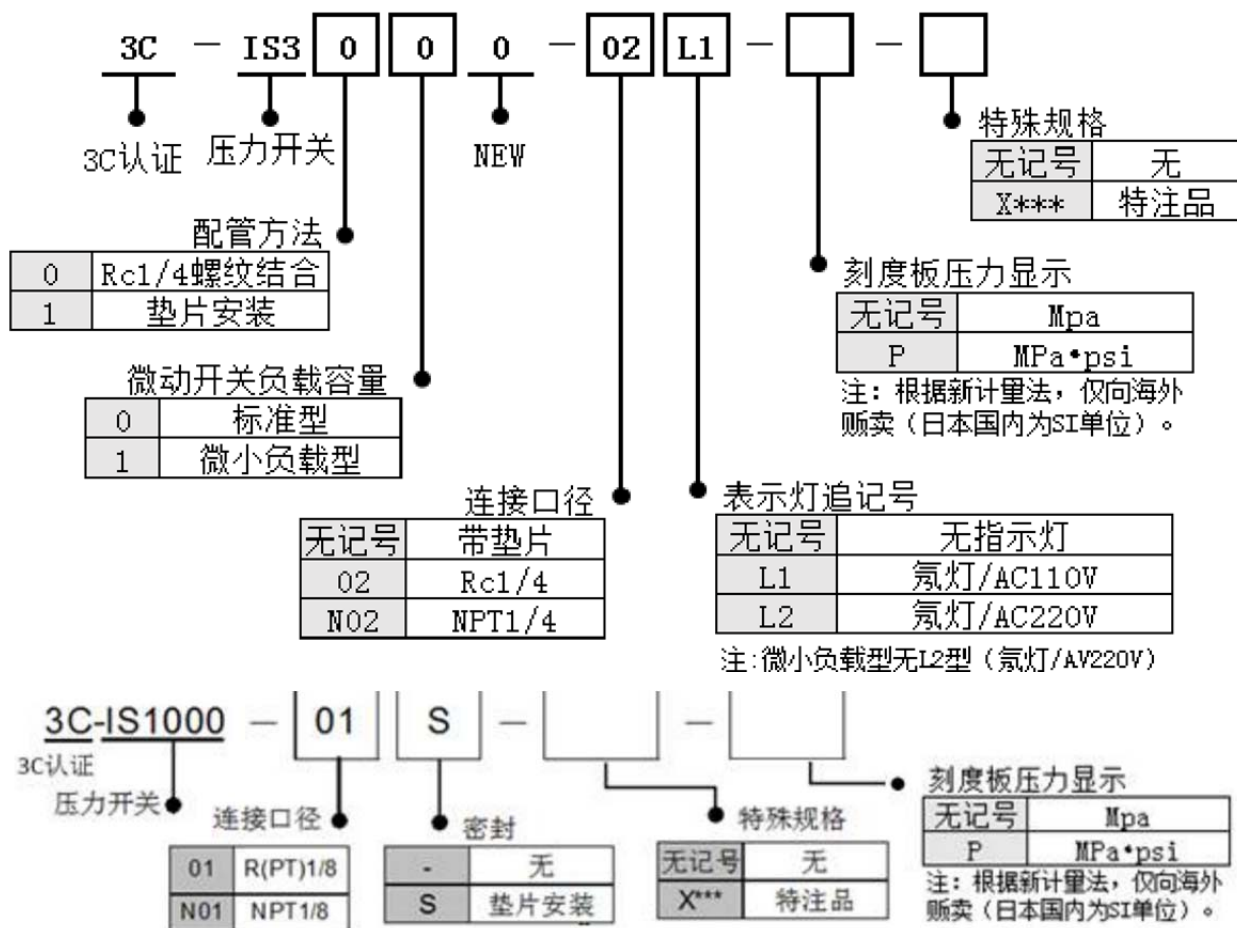 3C - IS3 0 0 0 - 02 L1 -  - 
3C认证 压力开关 NEW
特殊规格
无记号 无
X*** 特注品
配管方法
0 Rc1/4螺纹结合
1 垫片安装
刻度板压力显示
无记号 Mpa
P MPa•psi
注: 根据新计量法，仅向海外
贩卖（日本国内为SI单位）。
微动开关负载容量
0 标准型
1 微小负载型
连接口径
无记号 带垫片
02 Rc1/4
N02 NPT1/4
表示灯追记号
无记号 无指示灯
L1 氖灯/AC110V
L2 氖灯/AC220V
注:微小负载型无L2型（氖灯/AV220V）
3C-IS1000 - 01 S -  - 
3C认证
压力开关
连接口径
01 R(PT)1/8
N01 NPT1/8
密封
- 无
S 垫片安装
特殊规格
无记号 无
X*** 特注品
刻度板压力显示
无记号 Mpa
P MPa•psi
注: 根据新计量法，仅向海外
贩卖（日本国内为SI单位）。